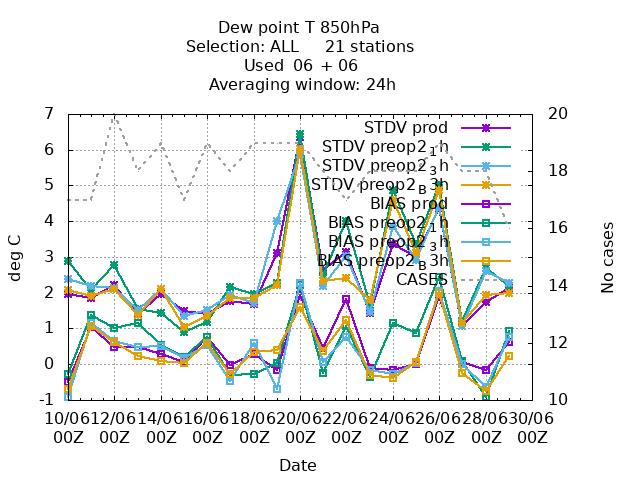 Dew point T 850hPa
Selection: ALL 21 stations
Used 06 + 06
Averaging window: 24h
7
6
5
4
3
2
1
0
-1
deg C
20
18
16
14
12
10
No cases
STDV prod
STDV preop2_1h
STDV preop2_3h
STDV preop2_B3h
BIAS prod
BIAS preop2_1h
BIAS preop2_3h
BIAS preop2_B3h
CASES
10/06 12/06 14/06 16/06 18/06 20/06 22/06 24/06 26/06 28/06 30/06
00Z 00Z 00Z 00Z 00Z 00Z 00Z 00Z 00Z 00Z 00Z
Date